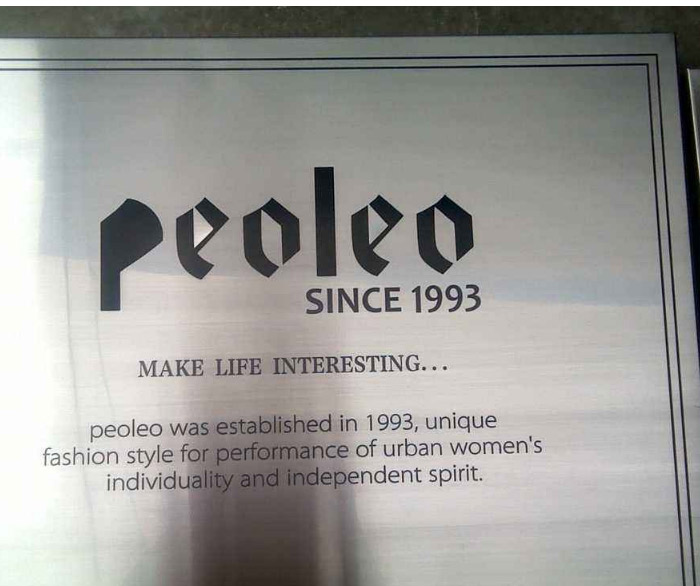 peoleo
SINCE 1993
MAKE LIFE INTERESTING...
peoleo was established in 1993, unique
fashion style for performance of urban women's
individuality and independent spirit.